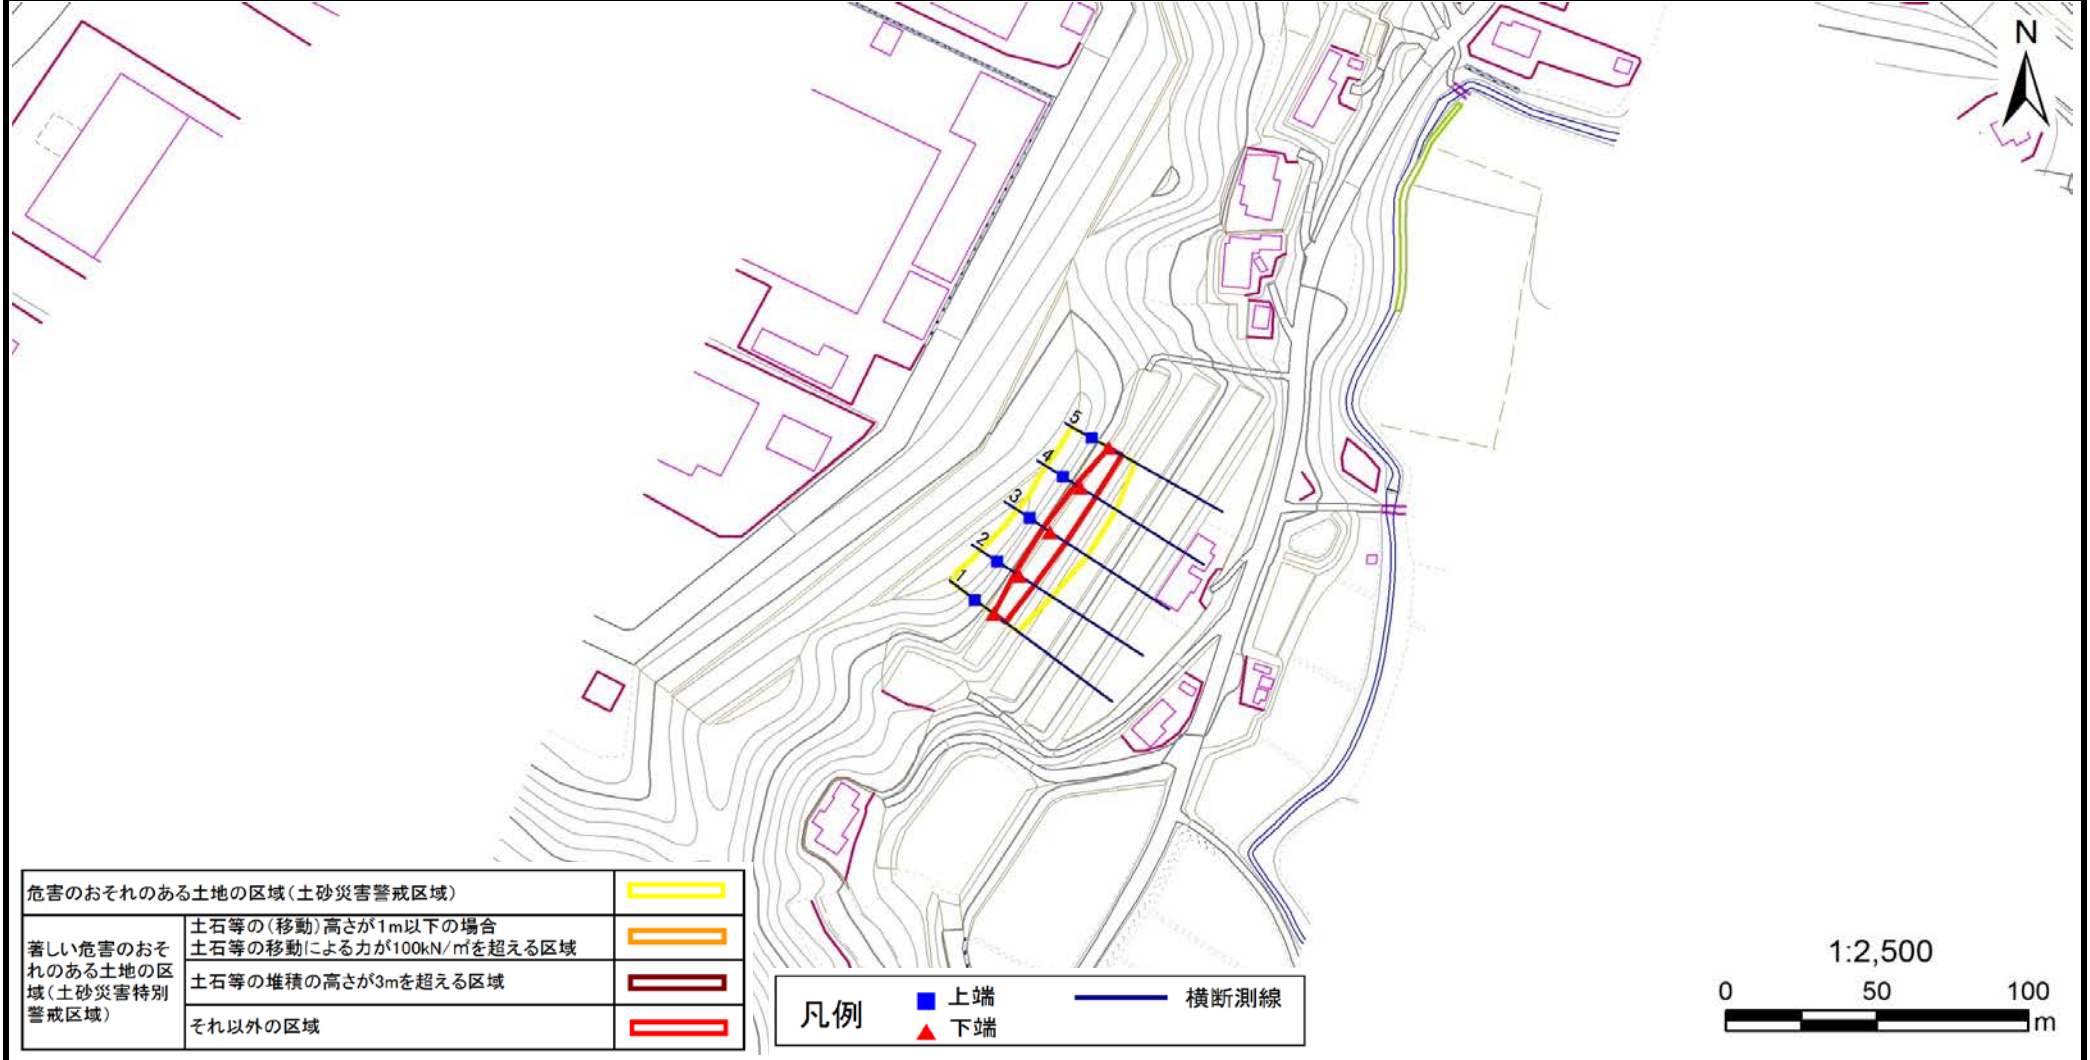 N
5
4
3
2
1
危害のおそれのある土地の区域(土砂災害警戒区域)
著しい危害のおそ
れのある土地の区
域(土砂災害特別
警戒区域)
土石等の(移動)高さが1m以下の場合
土石等の移動による力が100kN/㎡を超える区域
土石等の堆積の高さが3mを超える区域
それ以外の区域
凡例
上端
下端
横断測線
1:2,500
0 50 100
m